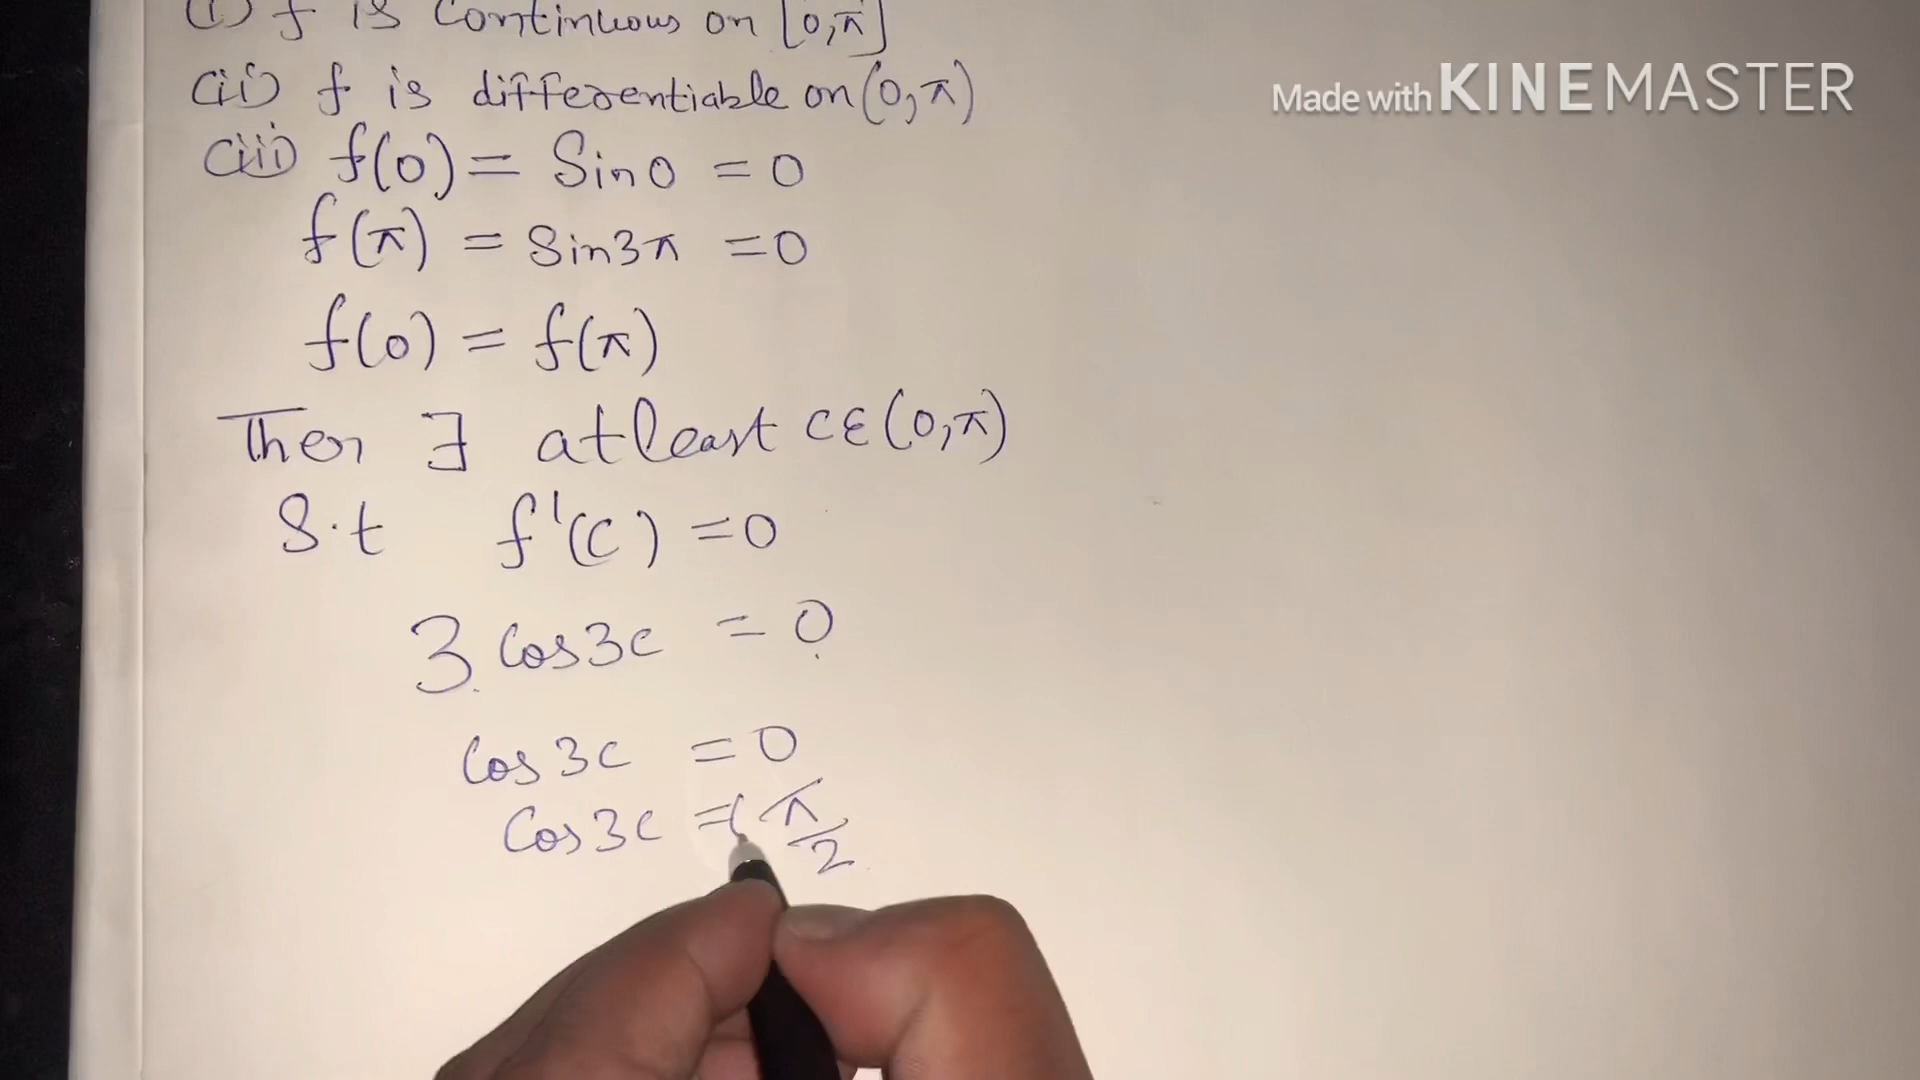 (i) f is Continuous on [0,π]
Made with KINEMASTER
(ii) f is differentiable on (0,π)
(iii) f(0) = Sin0 = 0
f(π) = Sin3π = 0
f(0) = f(π)
Then ∃ atleast cε(0,π)
S.t f'(c) = 0
3. Cos3c = 0
Cos3c = 0
Cos3c = ( π/2